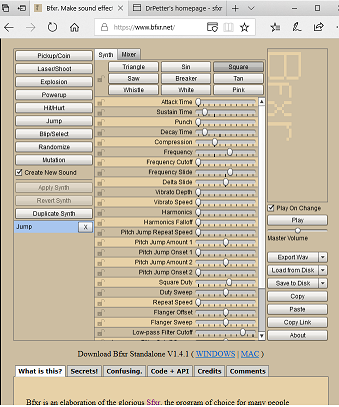 Bfxr. Make sound effect
DrPetter's homepage - sfxr
https://www.bfxr.net/
Pickup/Coin
Laser/Shoot
Explosion
Powerup
Hit/Hurt
Jump
Blip/Select
Randomize
Mutation
Create New Sound
Apply Synth
Revert Synth
Duplicate Synth
Jump X
Synth Mixer
Triangle Sin Square
Saw Breaker Tan
Whistle White Pink
Attack Time
Sustain Time
Punch
Decay Time
Compression
Frequency
Frequency Cutoff
Frequency Slide
Delta Slide
Vibrato Depth
Vibrato Speed
Harmonics
Harmonics Falloff
Pitch Jump Repeat Speed
Pitch Jump Amount 1
Pitch Jump Onset 1
Pitch Jump Amount 2
Pitch Jump Onset 2
Square Duty
Duty Sweep
Repeat Speed
Flanger Offset
Flanger Sweep
Low-pass Filter Cutoff
Bfxr
Play On Change
Play
Master Volume
Export Wav
Load from Disk
Save to Disk
Copy
Paste
Copy Link
About
Download Bfxr Standalone V1.4.1 ( WINDOWS | MAC )
What is this? Secrets! Confusing. Code + API Credits Comments
Bfxr is an elaboration of the glorious Sfxr, the program of choice for many people